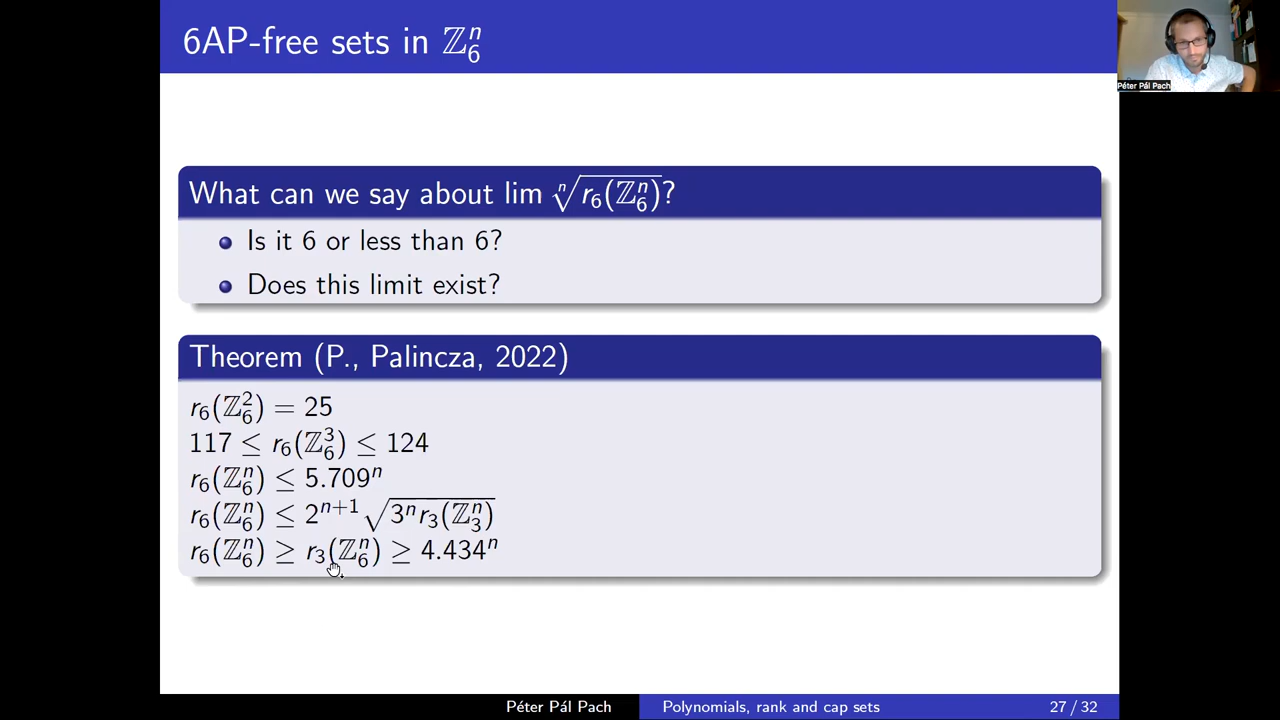 6AP-free sets in ℤ₆ⁿ
Péter Pál Pach
What can we say about lim ⁿ√r₆(ℤ₆ⁿ)?
Is it 6 or less than 6?
Does this limit exist?
Theorem (P., Palincza, 2022)
r₆(ℤ₆²) = 25
117 ≤ r₆(ℤ₆³) ≤ 124
r₆(ℤ₆ⁿ) ≤ 5.709ⁿ
r₆(ℤ₆ⁿ) ≤ 2ⁿ⁺¹√(3ⁿr₃(ℤ₃ⁿ))
r₆(ℤ₆ⁿ) ≥ r₃(ℤ₆ⁿ) ≥ 4.434ⁿ
Péter Pál Pach Polynomials, rank and cap sets 27 / 32